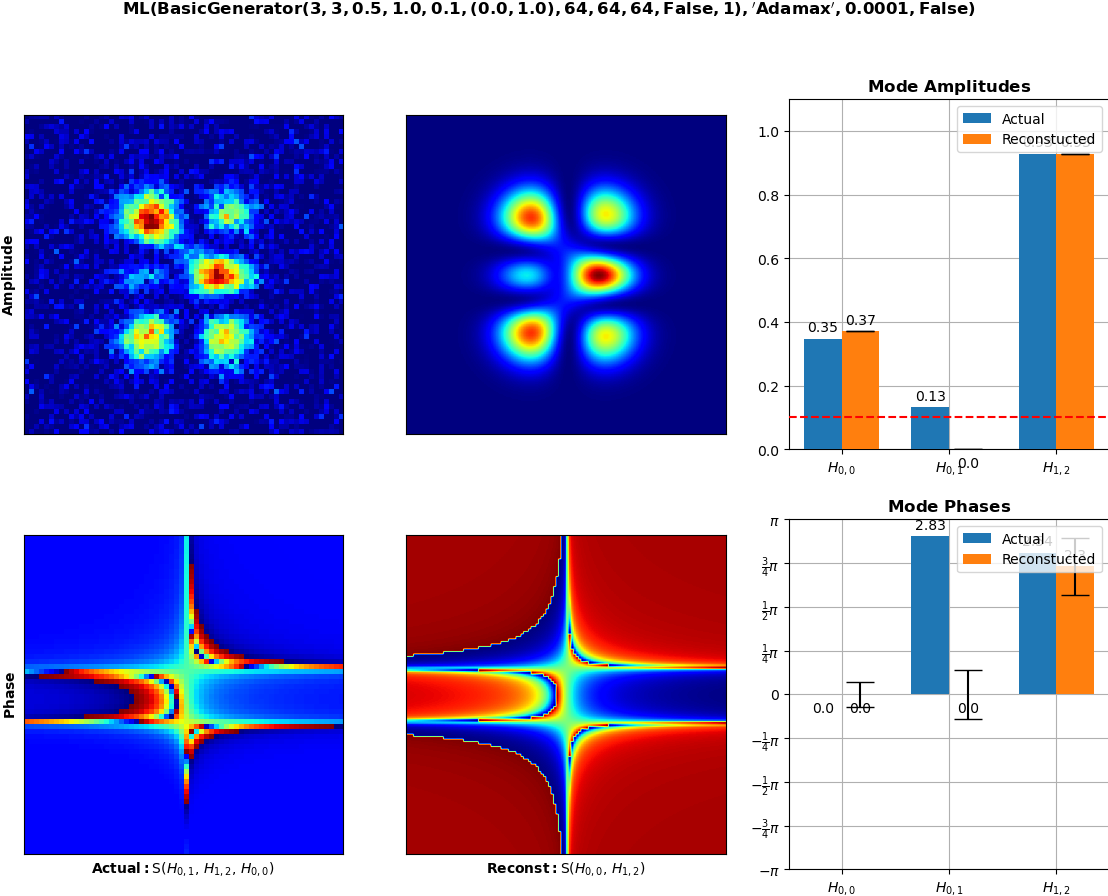 ML(BasicGenerator(3, 3, 0.5, 1.0, 0.1, (0.0, 1.0), 64, 64, 64, False, 1), 'Adamax', 0.0001, False)
Mode Amplitudes
Amplitude
1.0
0.8
0.6
0.4
0.2
0.0
Actual
Reconstucted
0.35
0.37
0.13
0.0
H0,0
H0,1
H1,2
Mode Phases
Phase
π
3/4π
1/2π
1/4π
0
−1/4π
−1/2π
−3/4π
−π
Actual
Reconstucted
0.0
0.0
2.83
0.0
H0,0
H0,1
H1,2
Actual: S(H0,1, H1,2, H0,0)
Reconst: S(H0,0, H1,2)